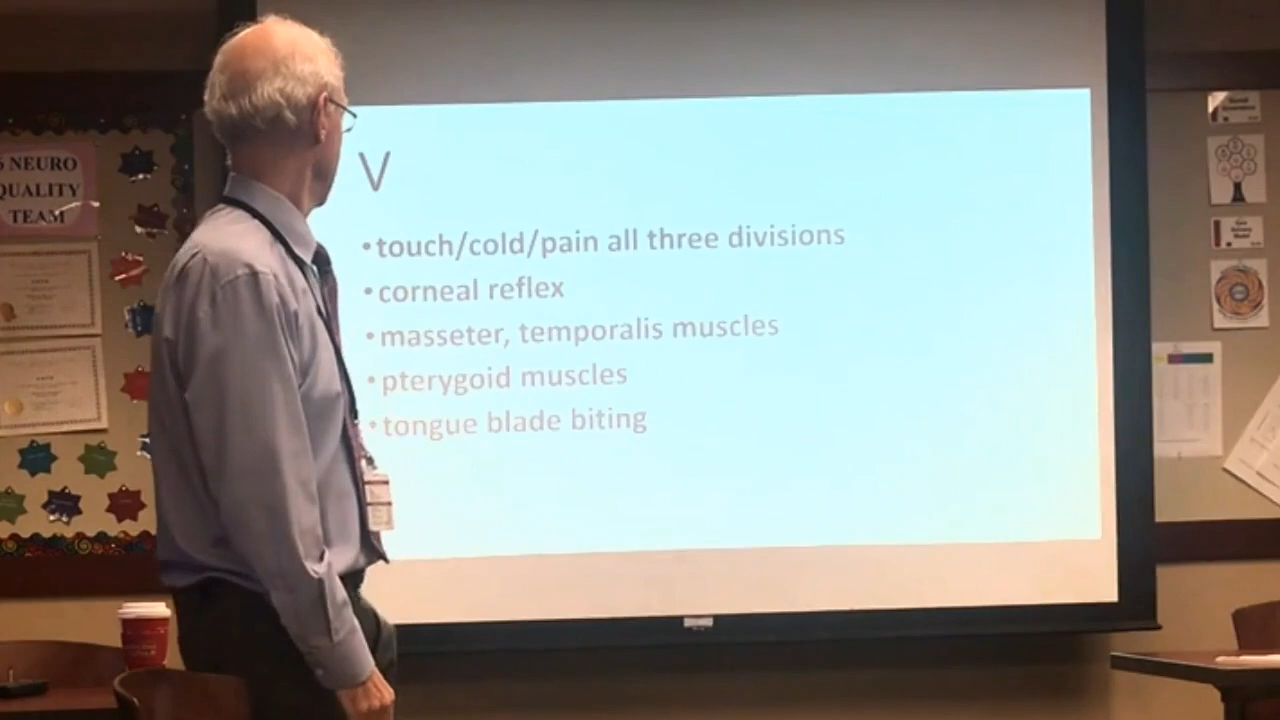 6 NEURO
QUALITY
TEAM
V
•touch/cold/pain all three divisions
•corneal reflex
•masseter, temporalis muscles
•pterygoid muscles
•tongue blade biting